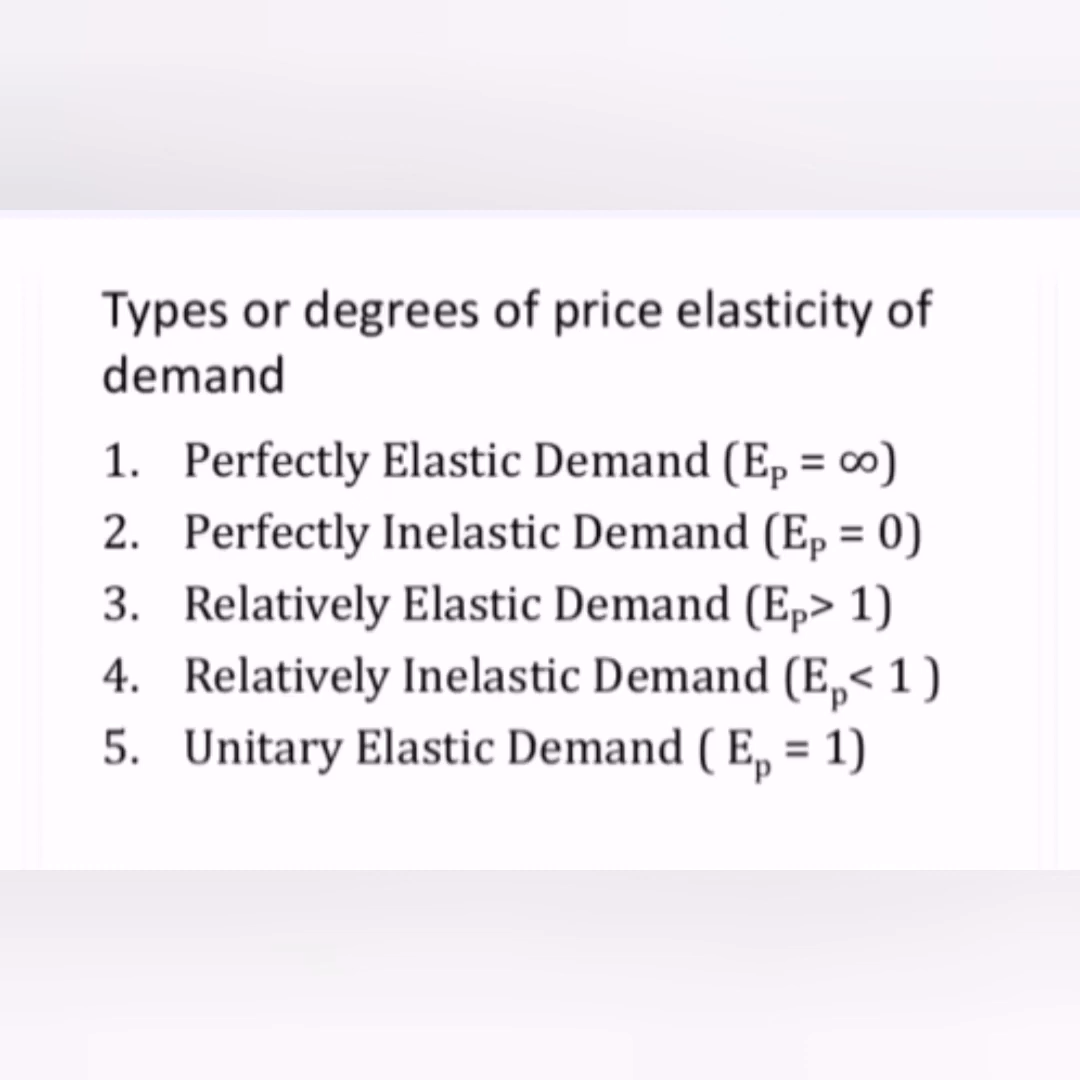 Types or degrees of price elasticity of
demand
1. Perfectly Elastic Demand (Eₚ = ∞)
2. Perfectly Inelastic Demand (Eₚ = 0)
3. Relatively Elastic Demand (Eₚ> 1)
4. Relatively Inelastic Demand (Eₚ< 1 )
5. Unitary Elastic Demand ( Eₚ = 1)